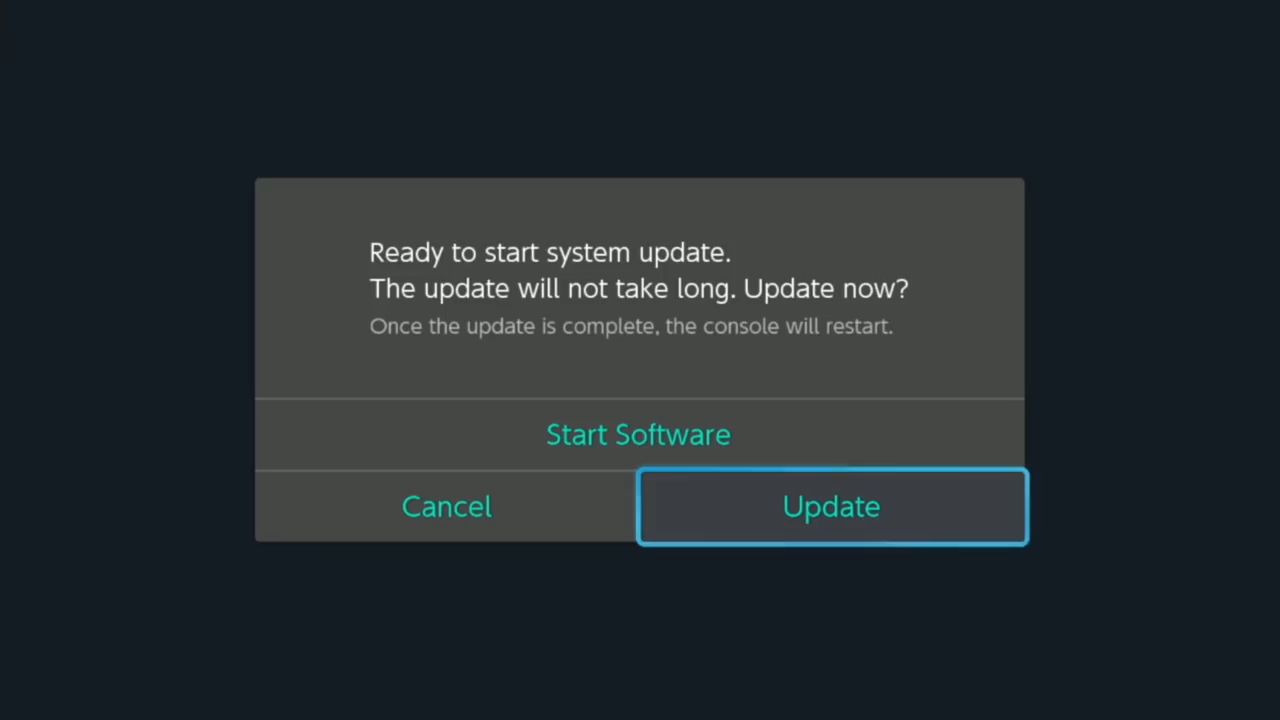 Ready to start system update.
The update will not take long. Update now?
Once the update is complete, the console will restart.
Start Software
Cancel
Update